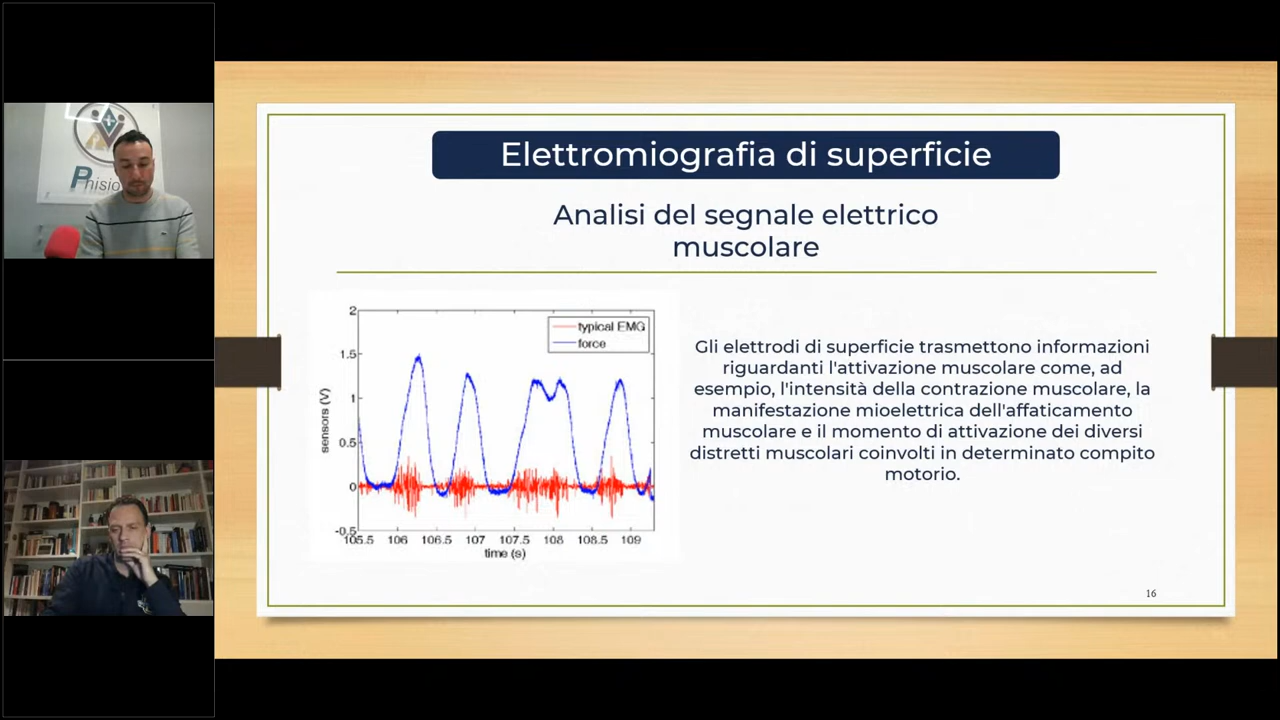 Phisio
Elettromiografia di superficie
Analisi del segnale elettrico
muscolare
2
1.5
1
0.5
0
-0.5
sensors (V)
typical EMG
force
105.5 106 106.5 107 107.5 108 108.5 109
time (s)
Gli elettrodi di superficie trasmettono informazioni
riguardanti l'attivazione muscolare come, ad
esempio, l'intensità della contrazione muscolare, la
manifestazione mioelettrica dell'affaticamento
muscolare e il momento di attivazione dei diversi
distretti muscolari coinvolti in determinato compito
motorio.
16